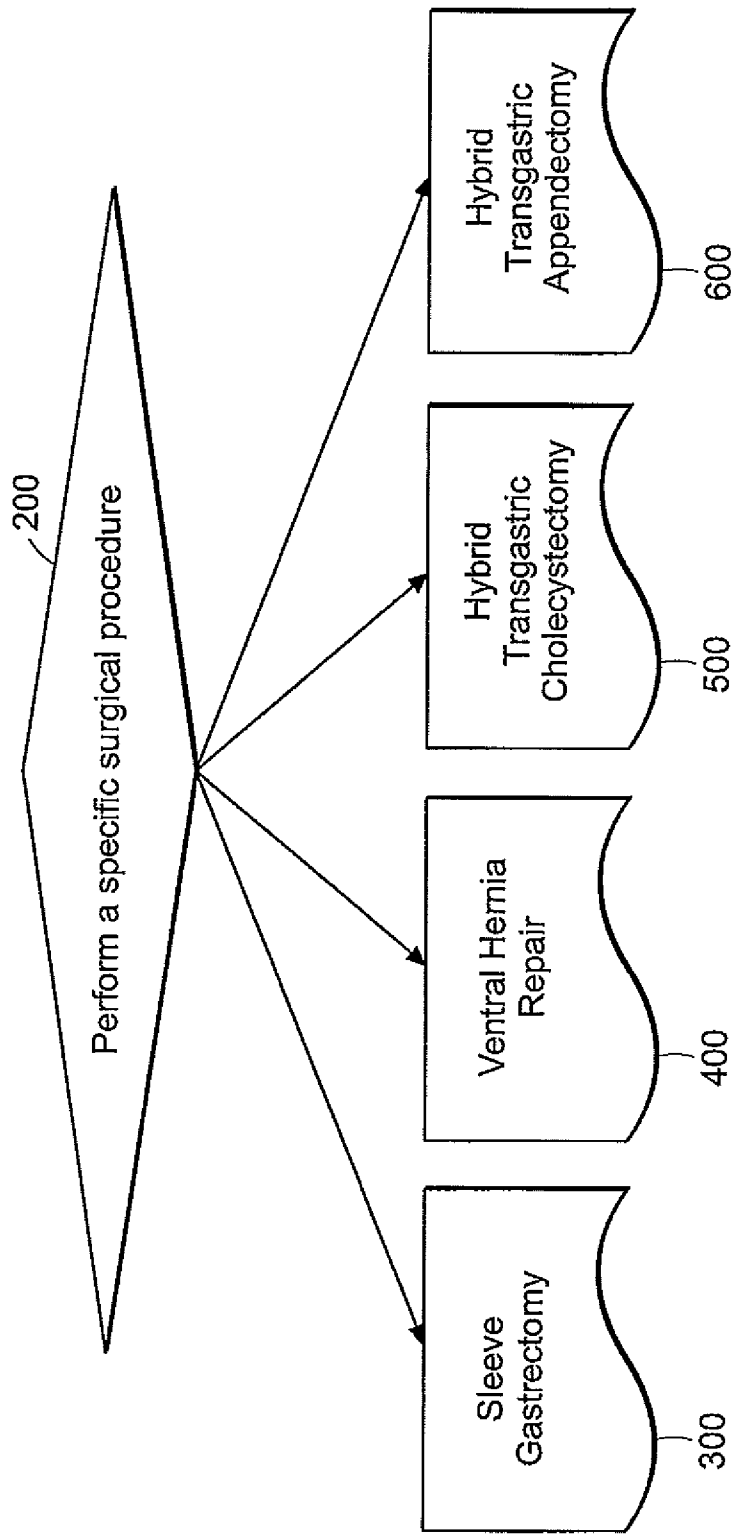 200
Perform a specific surgical procedure
Sleeve
Gastrectomy
300
Ventral Hernia
Repair
400
Hybrid
Transgastric
Cholecystectomy
500
Hybrid
Transgastric
Appendectomy
600